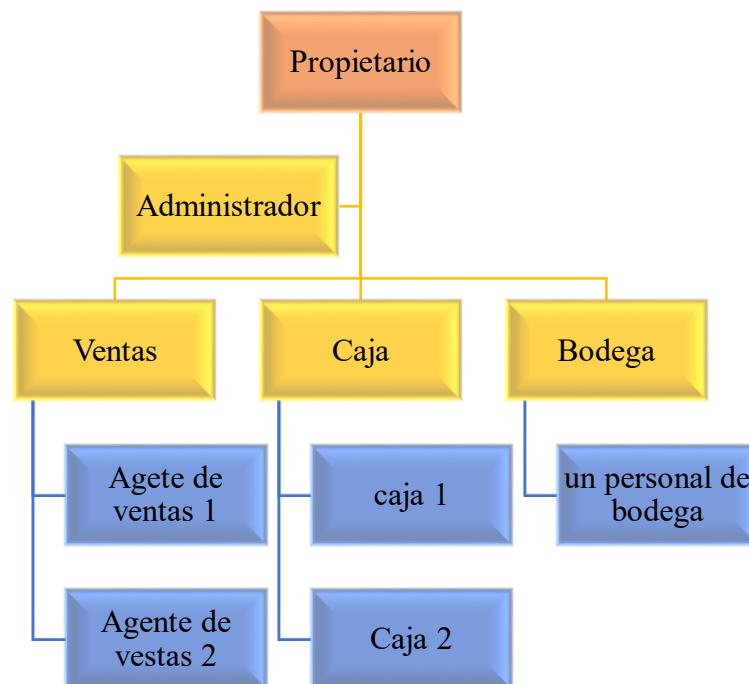 Propietario
Administrador
Ventas
Caja
Bodega
Agete de
ventas 1
caja 1
un personal de
bodega
Agente de
vestas 2
Caja 2